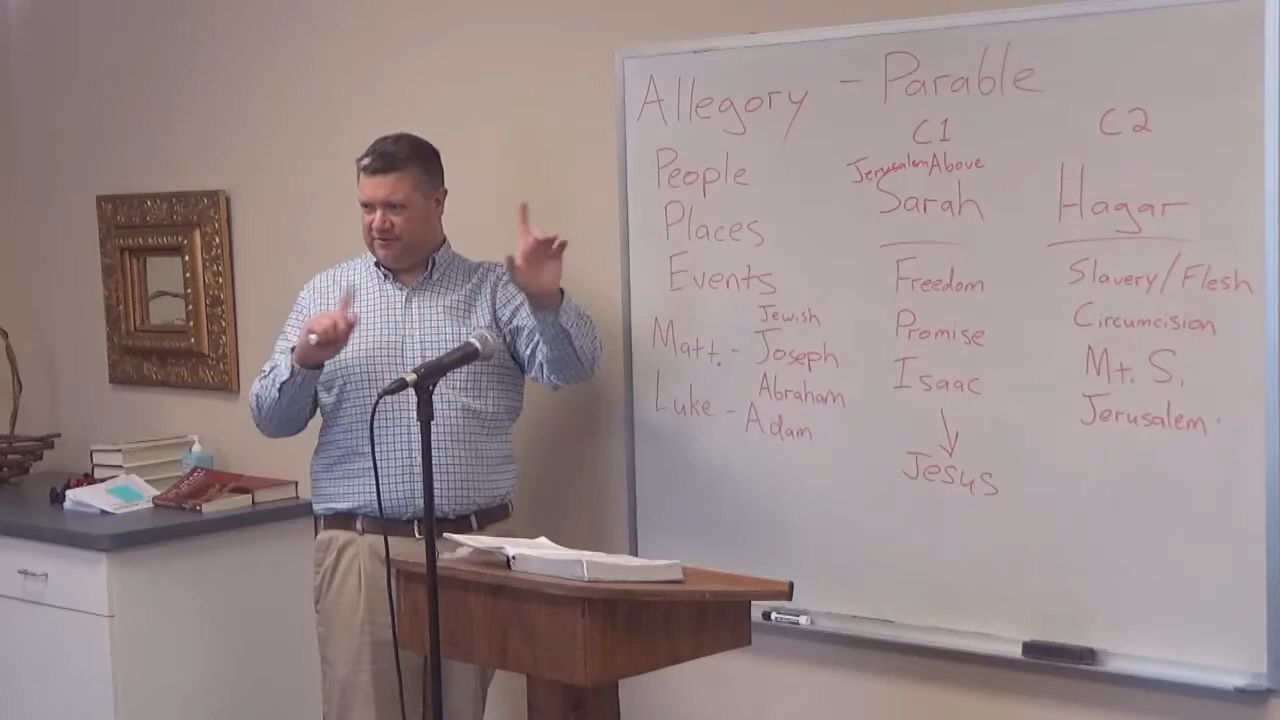 Allegory - Parable
C1 C2
Jerusalem Above
People Sarah Hagar
Places
Events Freedom Slavery/Flesh
Jewish Promise Circumcision
Matt. - Joseph Isaac Mt. S.
Abraham Jerusalem
Luke - Adam
Jesus